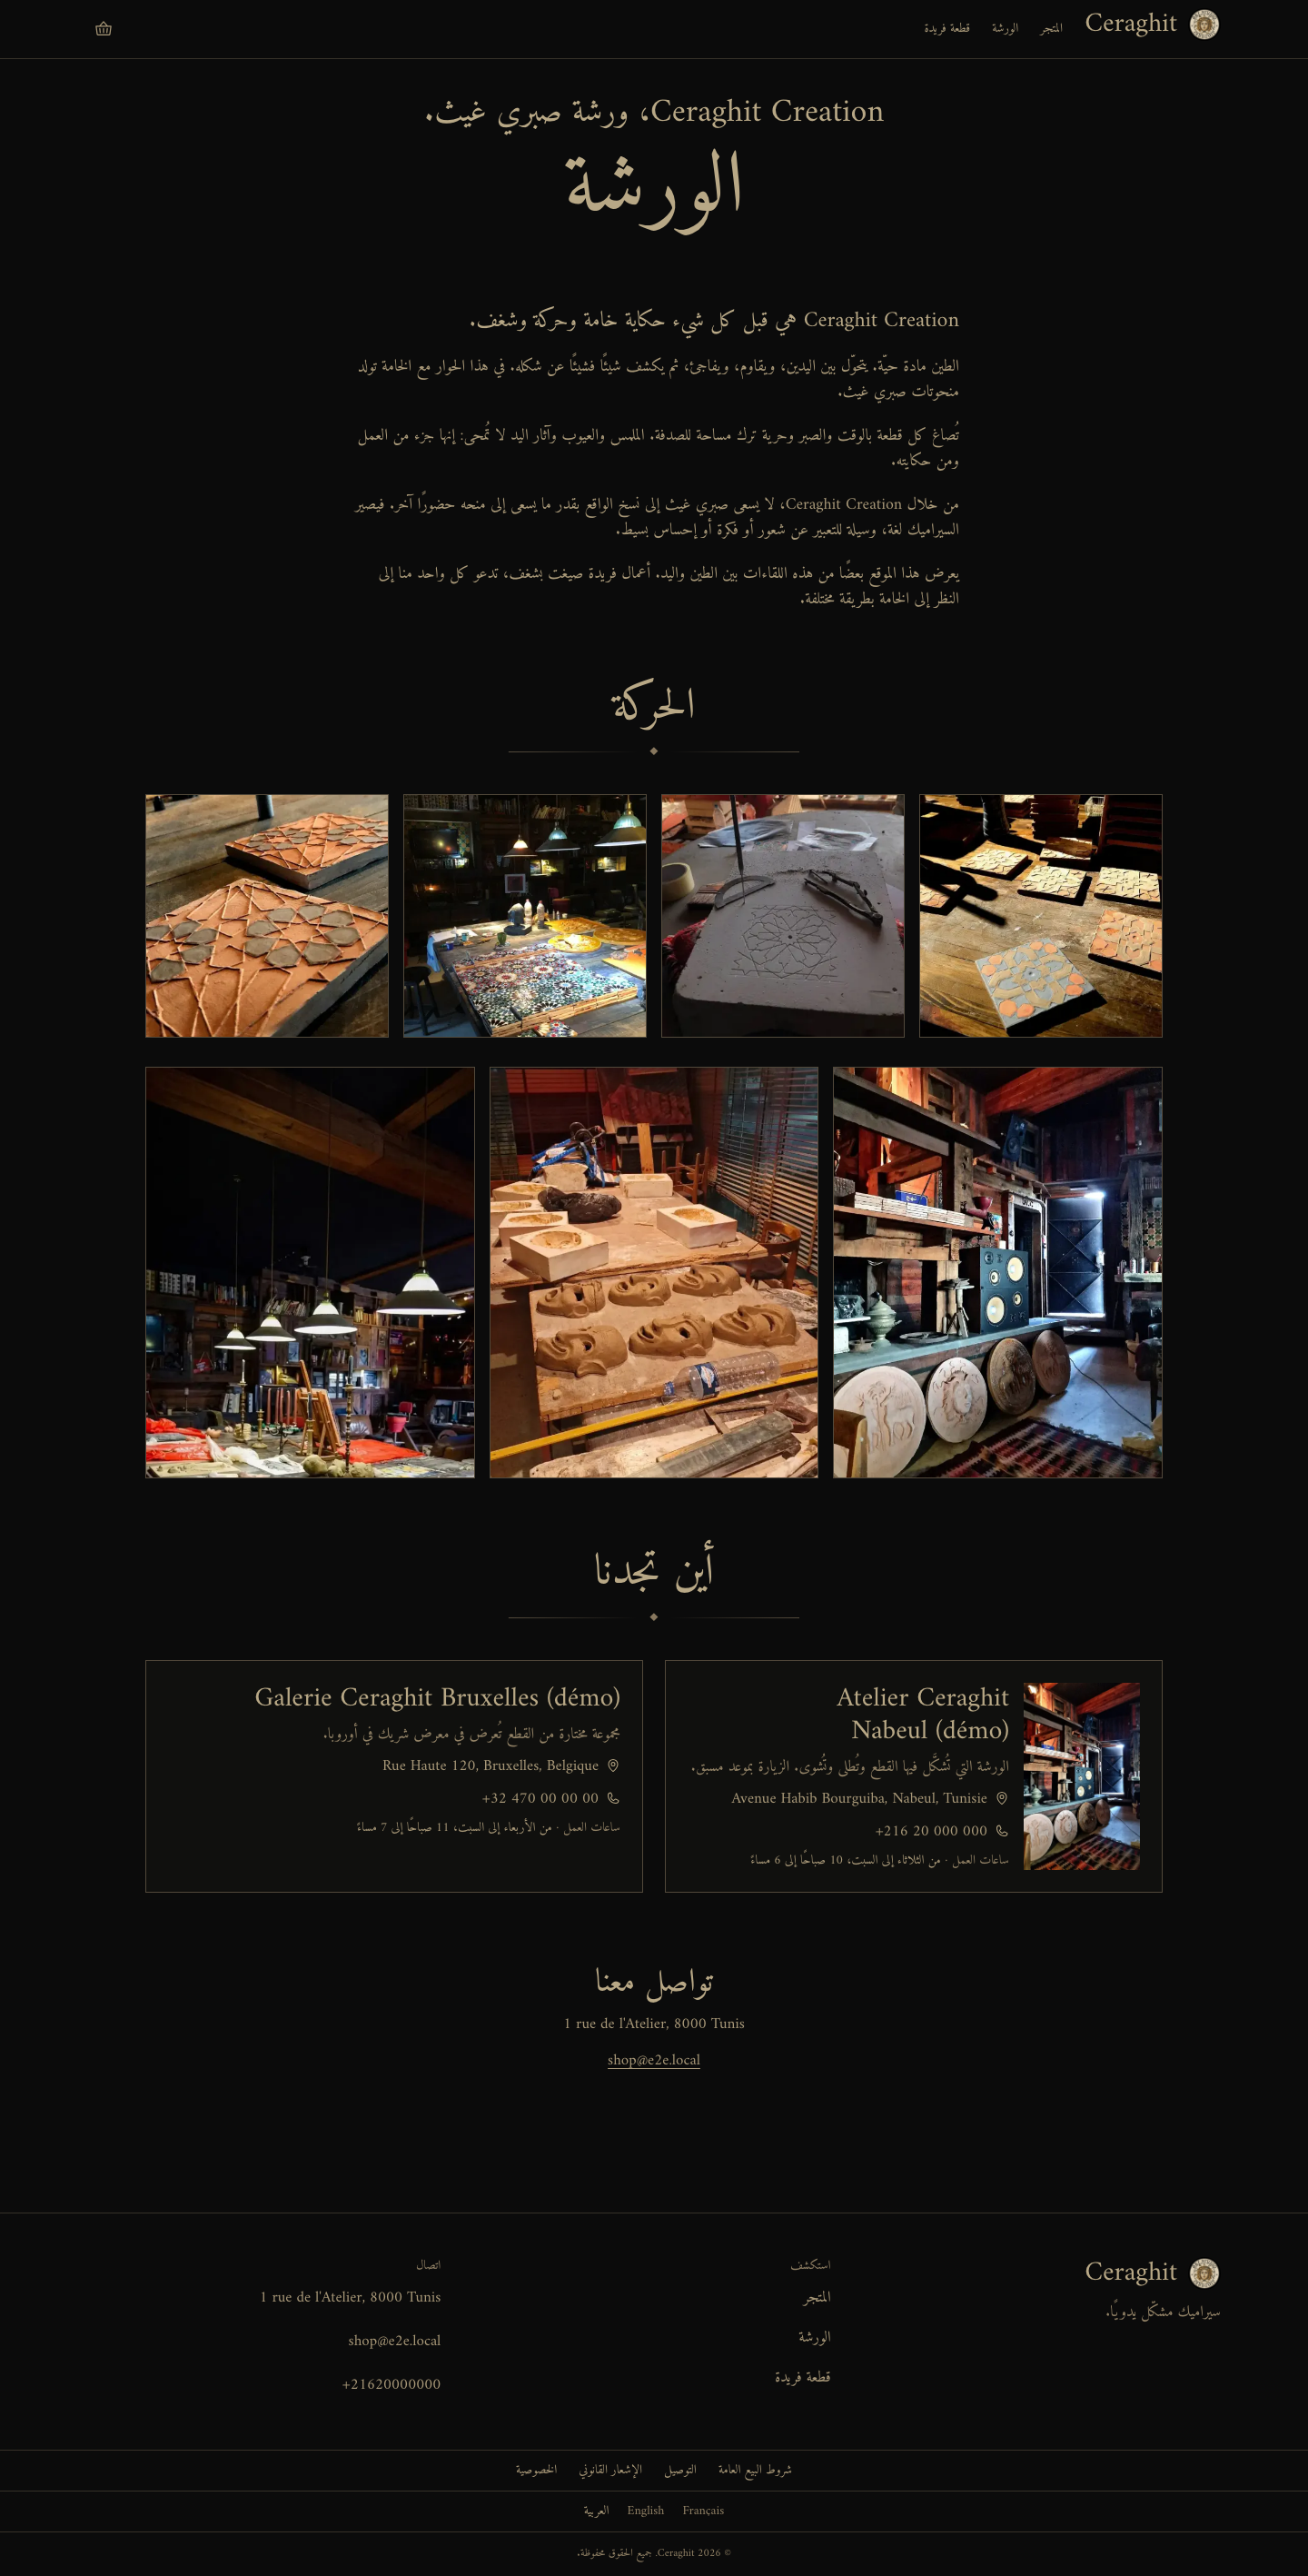 Ceraghit
المتجر
الورشة
قطعة فريدة
Ceraghit Creation، ورشة صبري غيث.
الورشة
Ceraghit Creation هي قبل كل شيء حكاية خامة وحركة وشغف.
الطين مادة حيّة. يتحوّل بين اليدين، ويقاوم، ويفاجئ، ثم يكشف شيئًا فشيئًا عن شكله. في هذا الحوار مع الخامة تولد
منحوتات صبري غيث.
تُصاغ كل قطعة بالوقت والصبر وحرية ترك مساحة للصدفة. الملمس والعيوب وآثار اليد لا تُمحى: إنها جزء من العمل
ومن حكايته.
من خلال Ceraghit Creation، لا يسعى صبري غيث إلى نسخ الواقع بقدر ما يسعى إلى منحه حضورًا آخر. فيصير
السيراميك لغة، وسيلة للتعبير عن شعور أو فكرة أو إحساس بسيط.
يعرض هذا الموقع بعضًا من هذه اللقاءات بين الطين واليد. أعمال فريدة صيغت بشغف، تدعو كل واحد منا إلى
النظر إلى الخامة بطريقة مختلفة.
الحركة
أين تجدنا
Atelier Ceraghit
Nabeul (démo)
الورشة التي تُشكَّل فيها القطع وتُطلى وتُشوى. الزيارة بموعد مسبق.
Avenue Habib Bourguiba, Nabeul, Tunisie
+216 20 000 000
ساعات العمل · من الثلاثاء إلى السبت، 10 صباحًا إلى 6 مساءً
Galerie Ceraghit Bruxelles (démo)
مجموعة مختارة من القطع تُعرض في معرض شريك في أوروبا.
Rue Haute 120, Bruxelles, Belgique
+32 470 00 00 00
ساعات العمل · من الأربعاء إلى السبت، 11 صباحًا إلى 7 مساءً
تواصل معنا
1 rue de l'Atelier, 8000 Tunis
shop@e2e.local
Ceraghit
سيراميك مشكّل يدويًا.
استكشف
المتجر
الورشة
قطعة فريدة
اتصال
1 rue de l'Atelier, 8000 Tunis
shop@e2e.local
+21620000000
شروط البيع العامة
التوصيل
الإشعار القانوني
الخصوصية
Français
English
العربية
© 2026 Ceraghit. جميع الحقوق محفوظة.